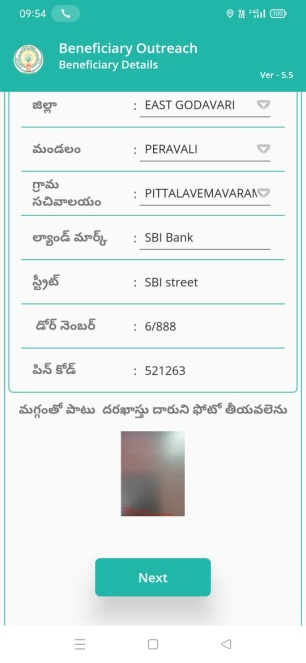 09:54
100
Beneficiary Outreach
Beneficiary Details
Ver - 5.5
జిల్లా : EAST GODAVARI
మండలం : PERAVALI
గ్రామ
సచివాలయం : PITTALAVEMAVARAM
ల్యాండ్ మార్క్ : SBI Bank
స్ట్రీట్ : SBI street
డోర్ నెంబర్ : 6/888
పిన్ కోడ్ : 521263
మగ్గంతో పాటు దరఖాస్తు దారుని ఫోటో తీయవలెను
Next